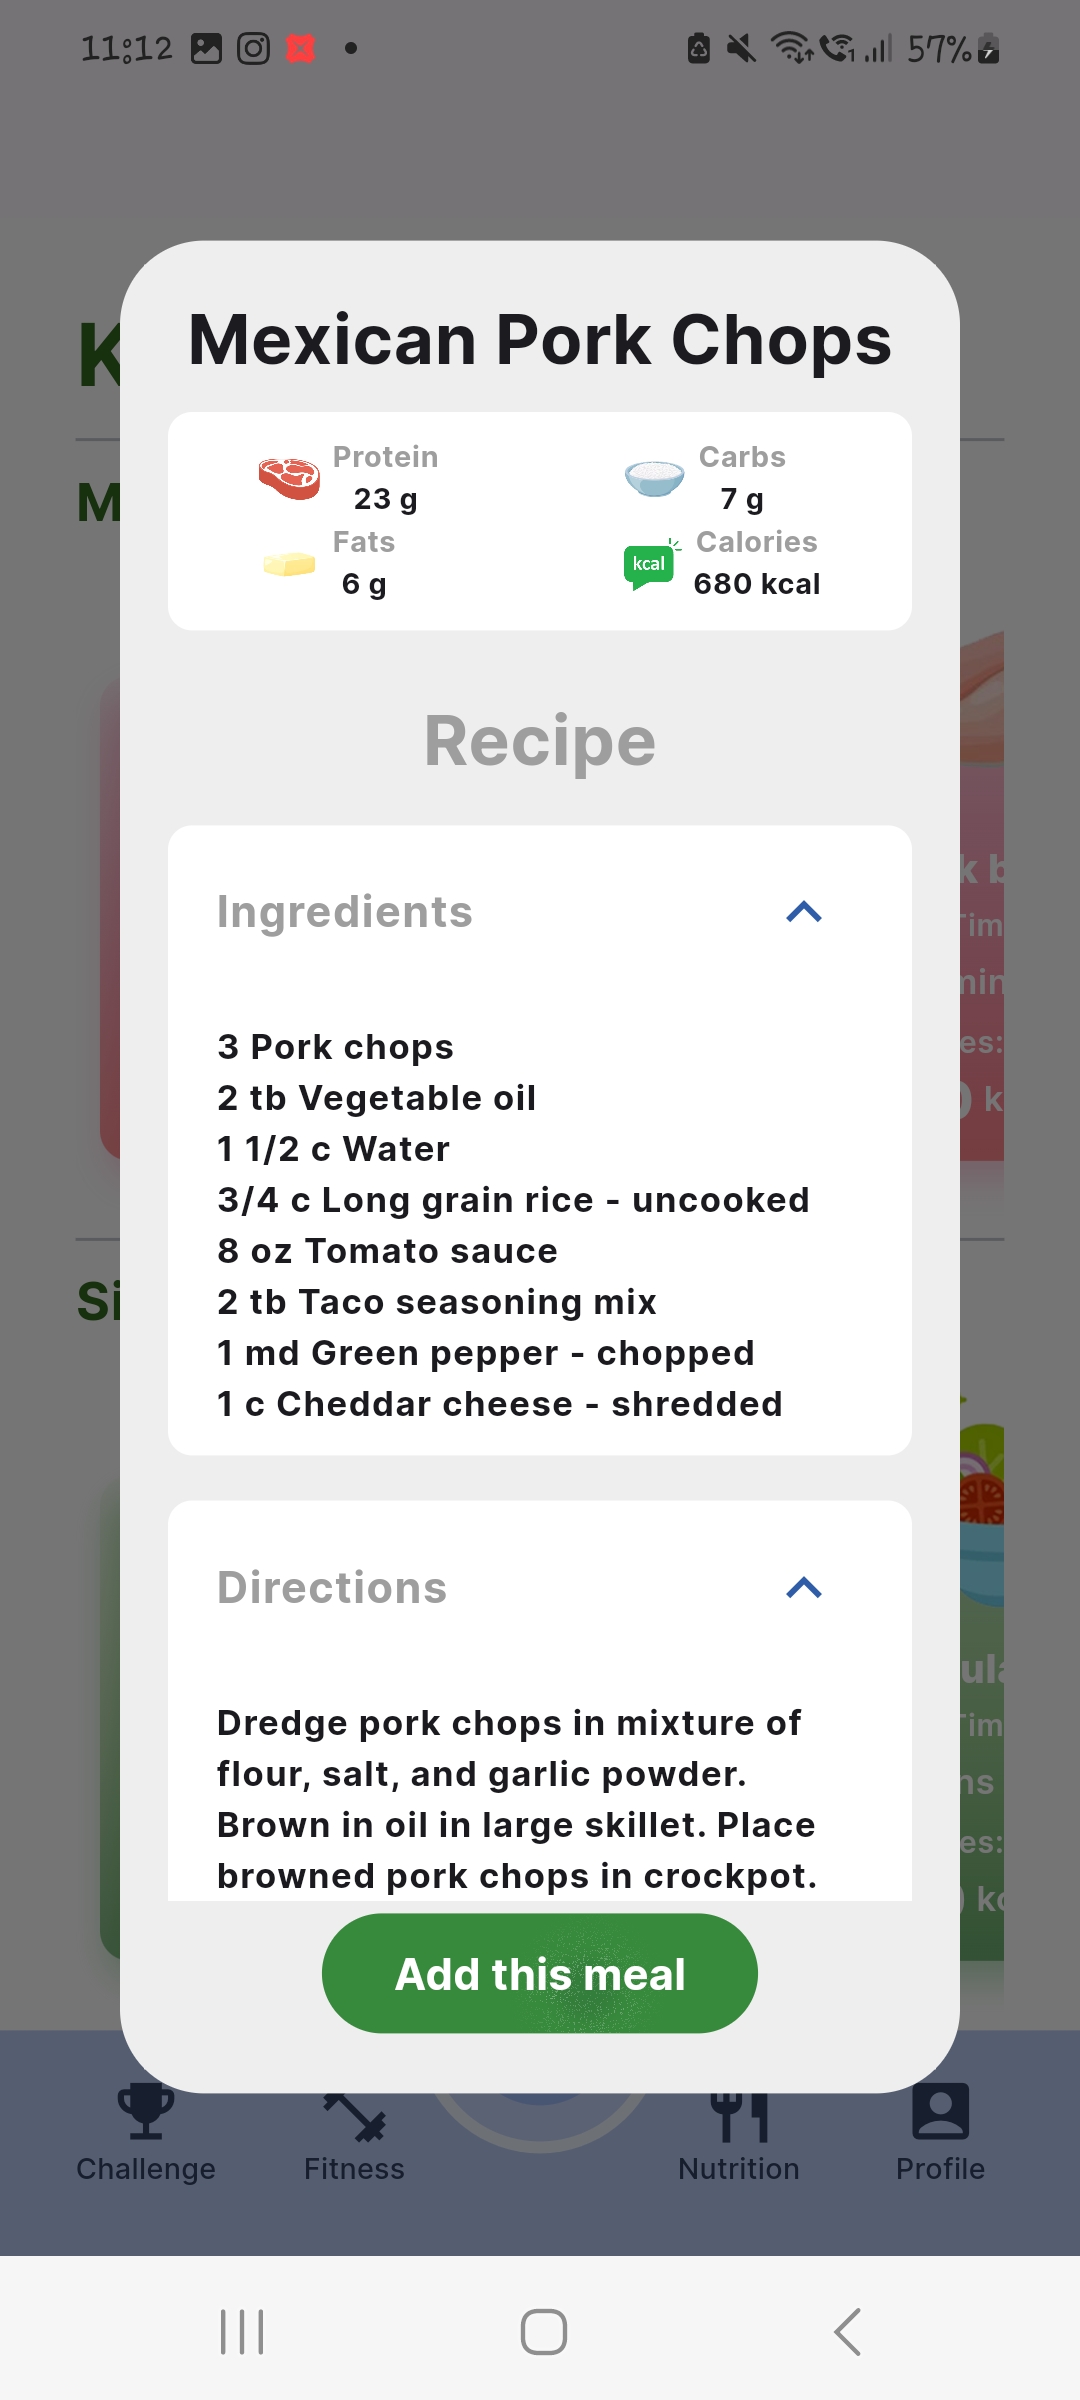 11:12
57%
K
Mexican Pork Chops
M
Protein
23 g
Carbs
7 g
Fats
6 g
kcal
Calories
680 kcal
Recipe
Ingredients
3 Pork chops
2 tb Vegetable oil
1 1/2 c Water
3/4 c Long grain rice - uncooked
8 oz Tomato sauce
2 tb Taco seasoning mix
1 md Green pepper - chopped
1 c Cheddar cheese - shredded
Si
Directions
Dredge pork chops in mixture of
flour, salt, and garlic powder.
Brown in oil in large skillet. Place
browned pork chops in crockpot.
Add this meal
Challenge
Fitness
Nutrition
Profile